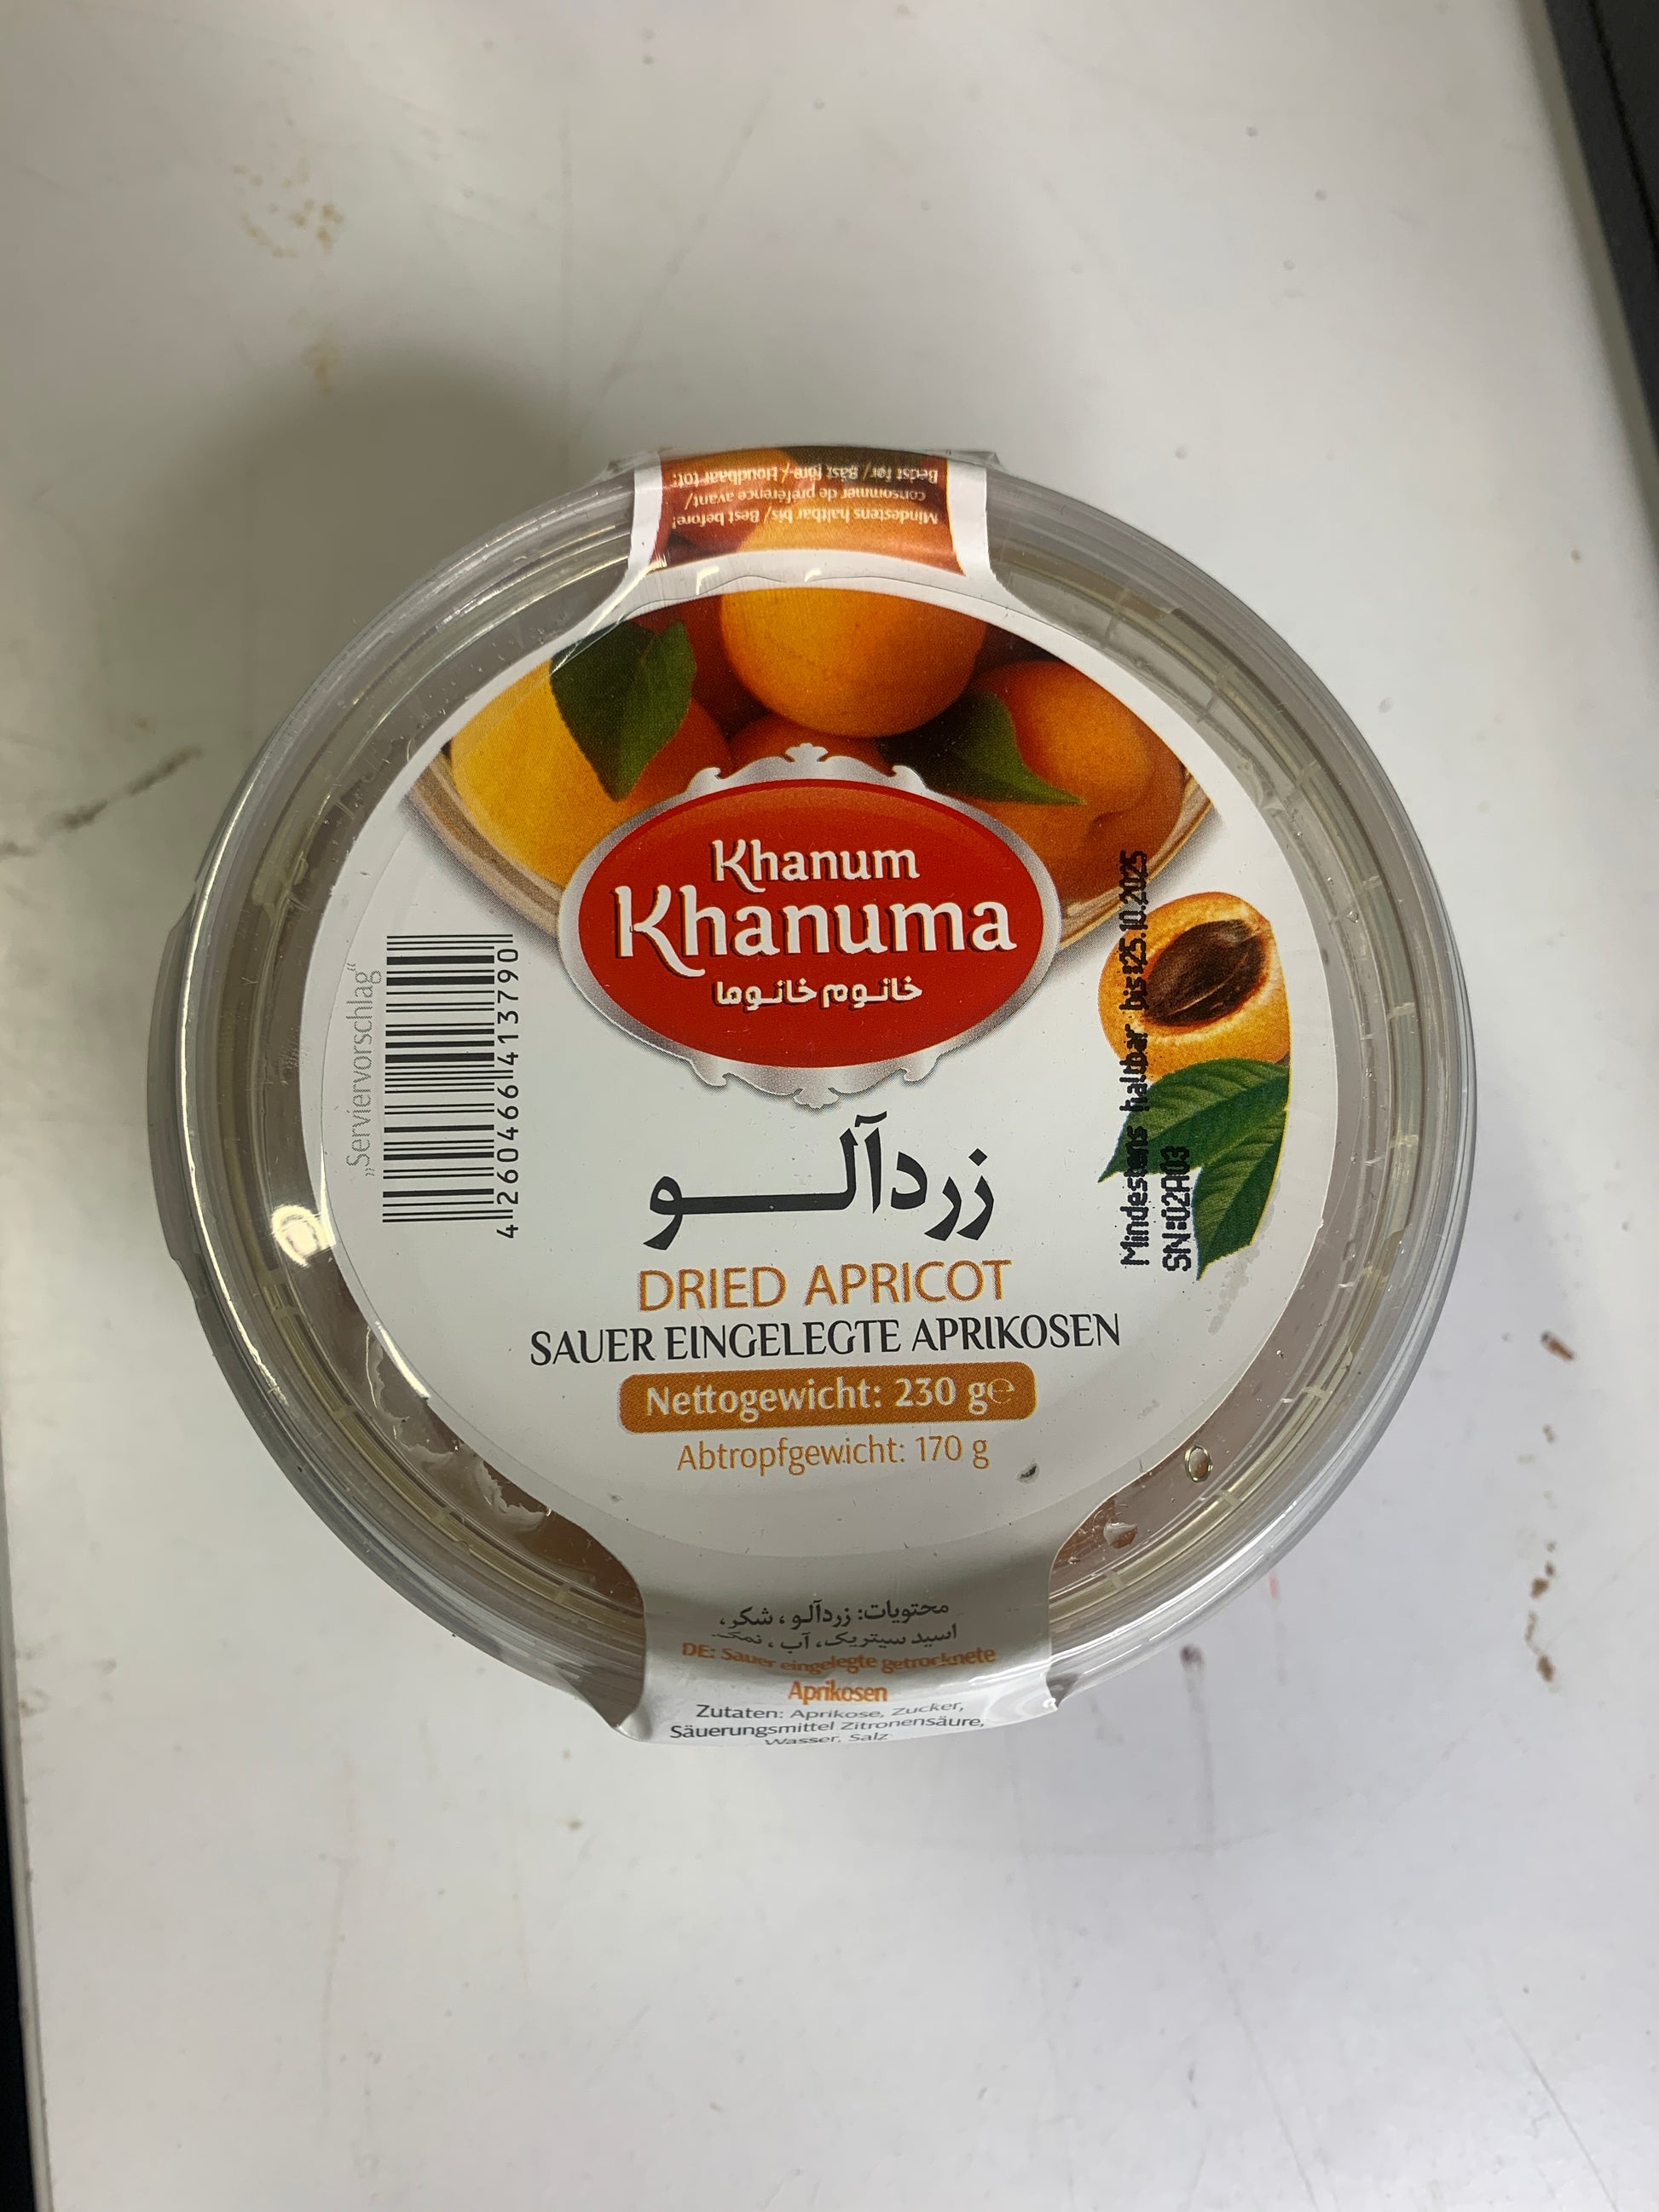 Mindestens haltbar bis/ Best before!
consommer de préférence avant/
Bedst før/ Bäst före/ Houdbaar tot:
Khanum
Khanuma
خانوم خانوما
„Serviervorschlag“
4 260466 413790
Mindestens haltbar bis:25.10.2025
SN:02A03
زردآلو
DRIED APRICOT
SAUER EINGELEGTE APRIKOSEN
Nettogewicht: 230 g℮
Abtropfgewicht: 170 g
محتویات: زردآلو ، شکر،
اسید سیتریک، آب ، نمک.
DE: Sauer eingelegte getrocknete
Aprikosen
Zutaten: Aprikose, Zucker,
Säuerungsmittel Zitronensäure,
Wasser, Salz